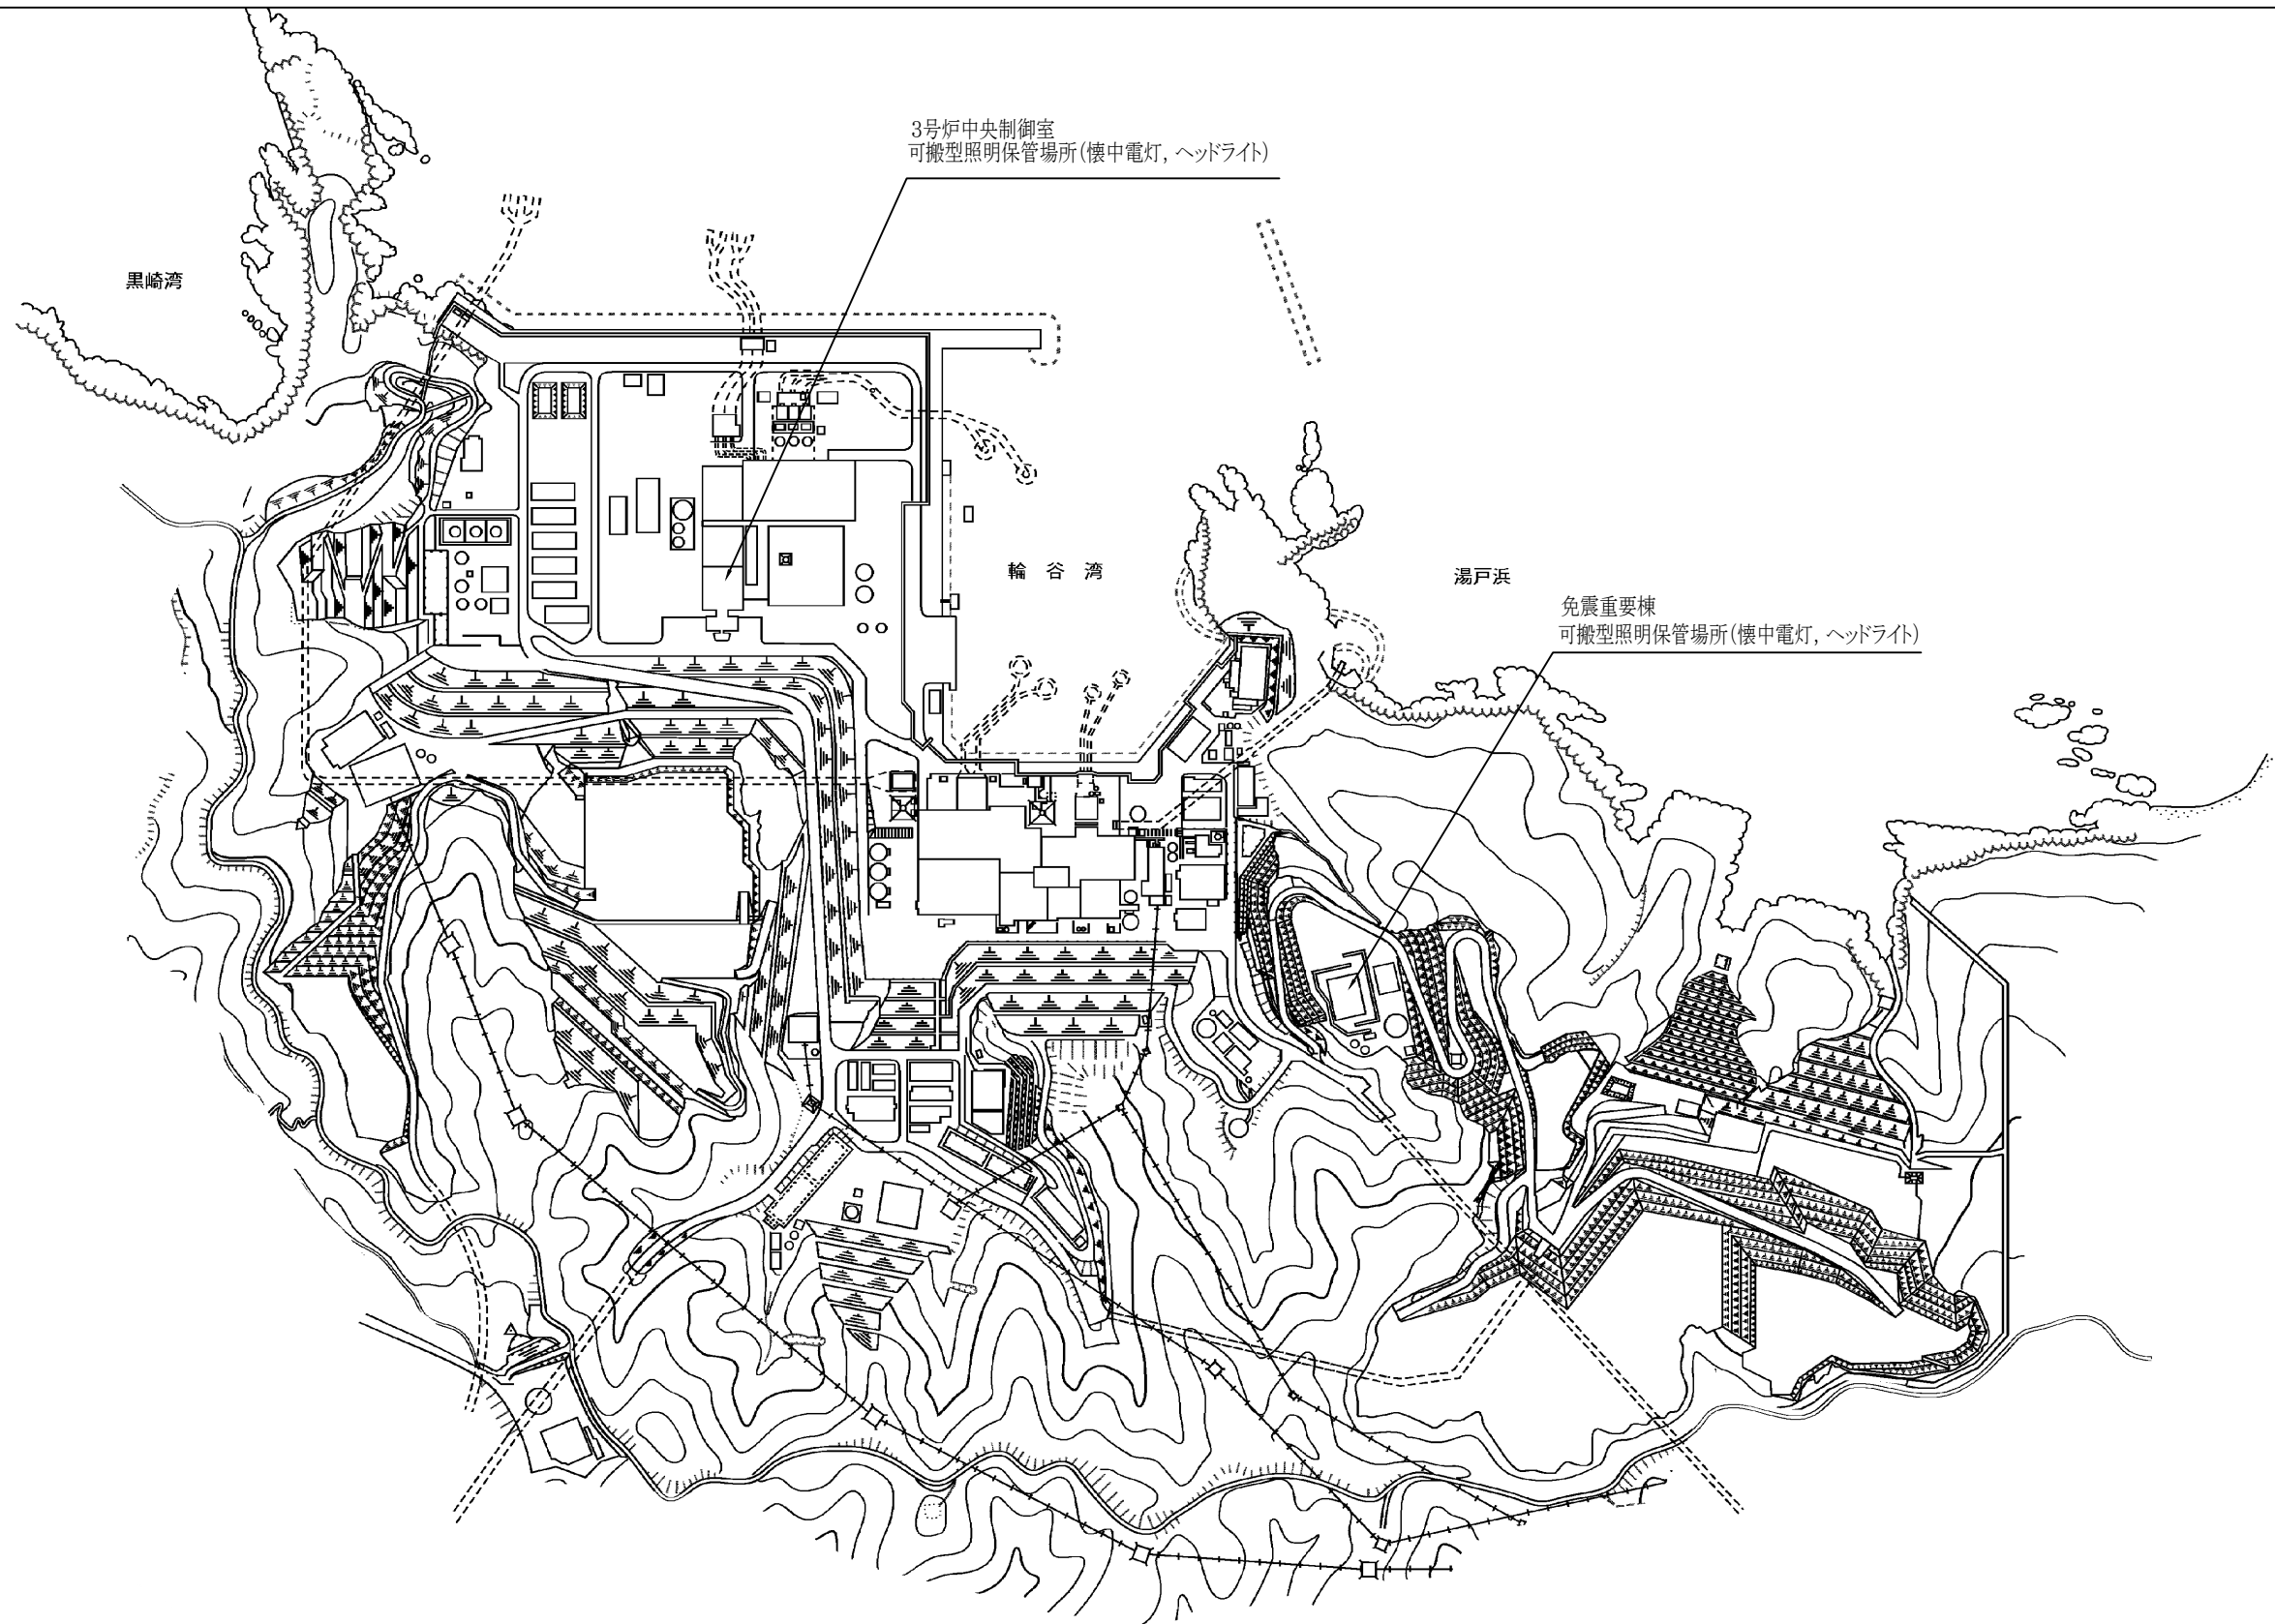 3号炉中央制御室
可搬型照明保管場所(懐中電灯, ヘッドライト)
黒崎湾
輪谷湾
湯戸浜
免震重要棟
可搬型照明保管場所(懐中電灯, ヘッドライト)